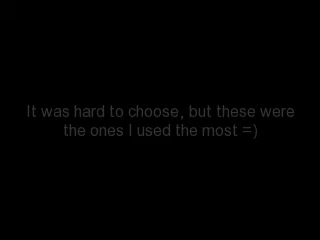 It was hard to choose, but these were
the ones I used the most =)